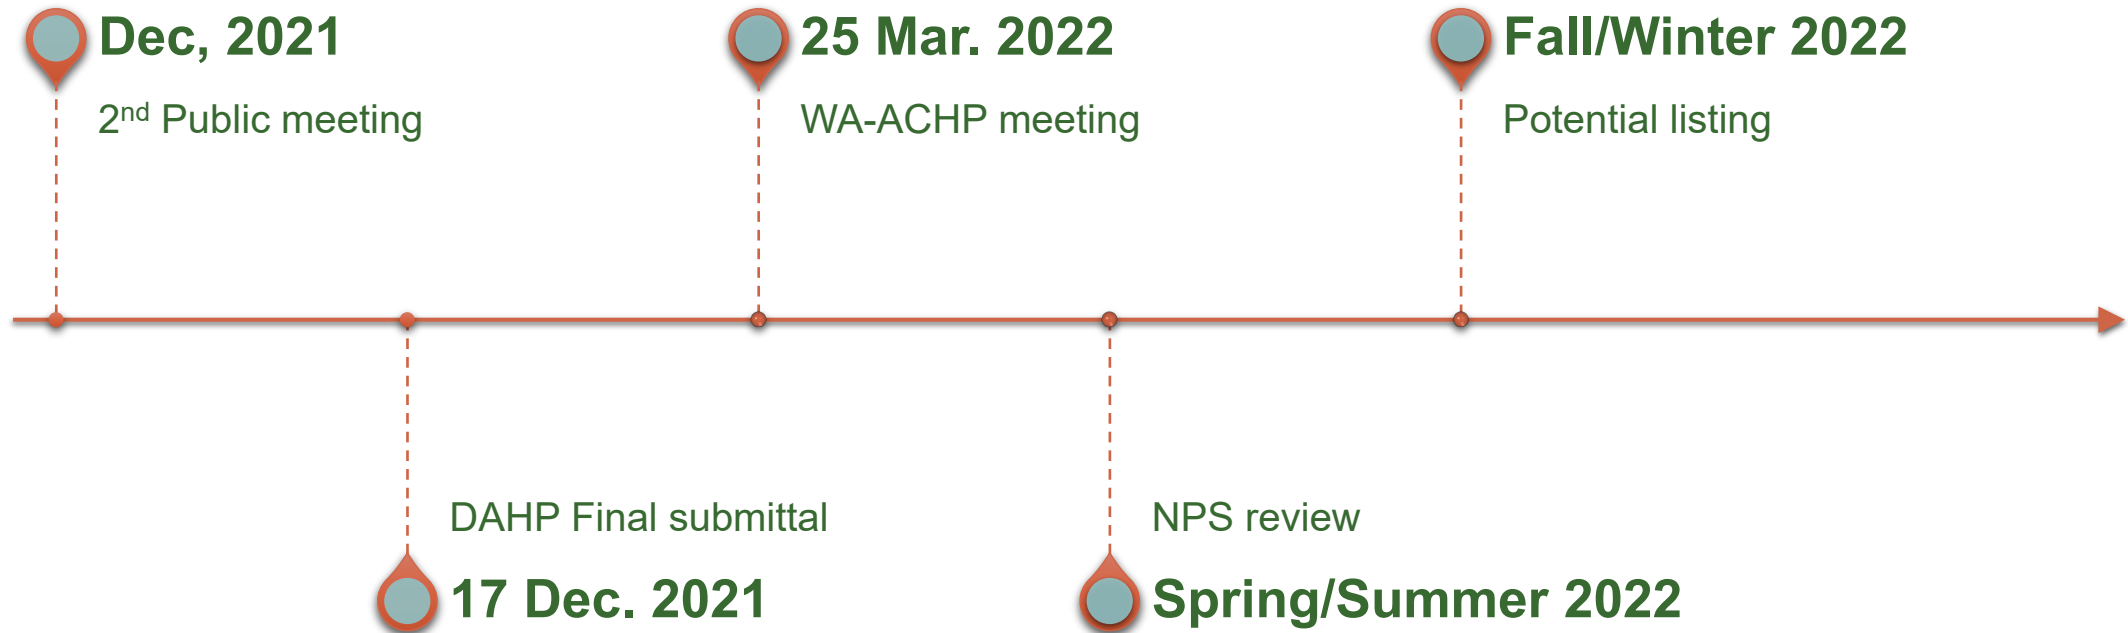 Dec, 2021
2nd Public meeting
25 Mar. 2022
WA-ACHP meeting
Fall/Winter 2022
Potential listing
DAHP Final submittal
17 Dec. 2021
NPS review
Spring/Summer 2022